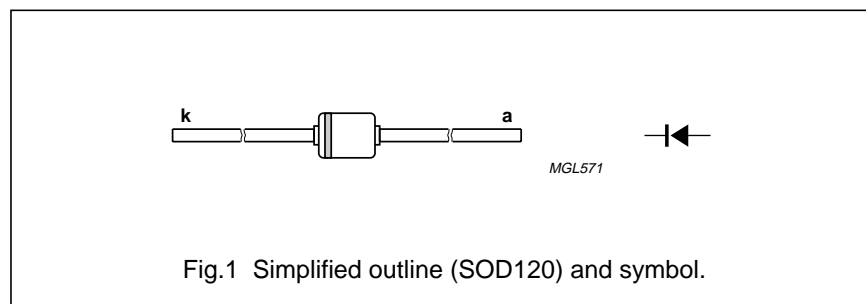 k
a
MGL571
Fig.1 Simplified outline (SOD120) and symbol.